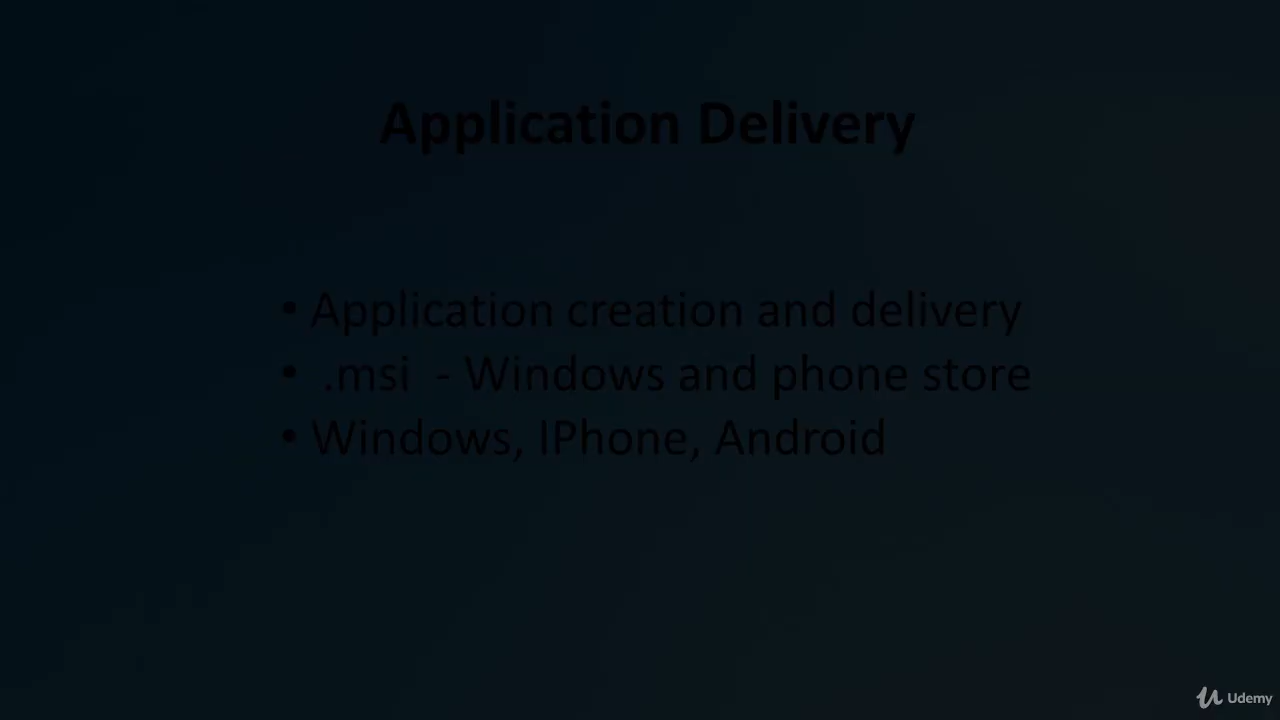 Application Delivery
• Application creation and delivery
• .msi - Windows and phone store
• Windows, IPhone, Android
Udemy